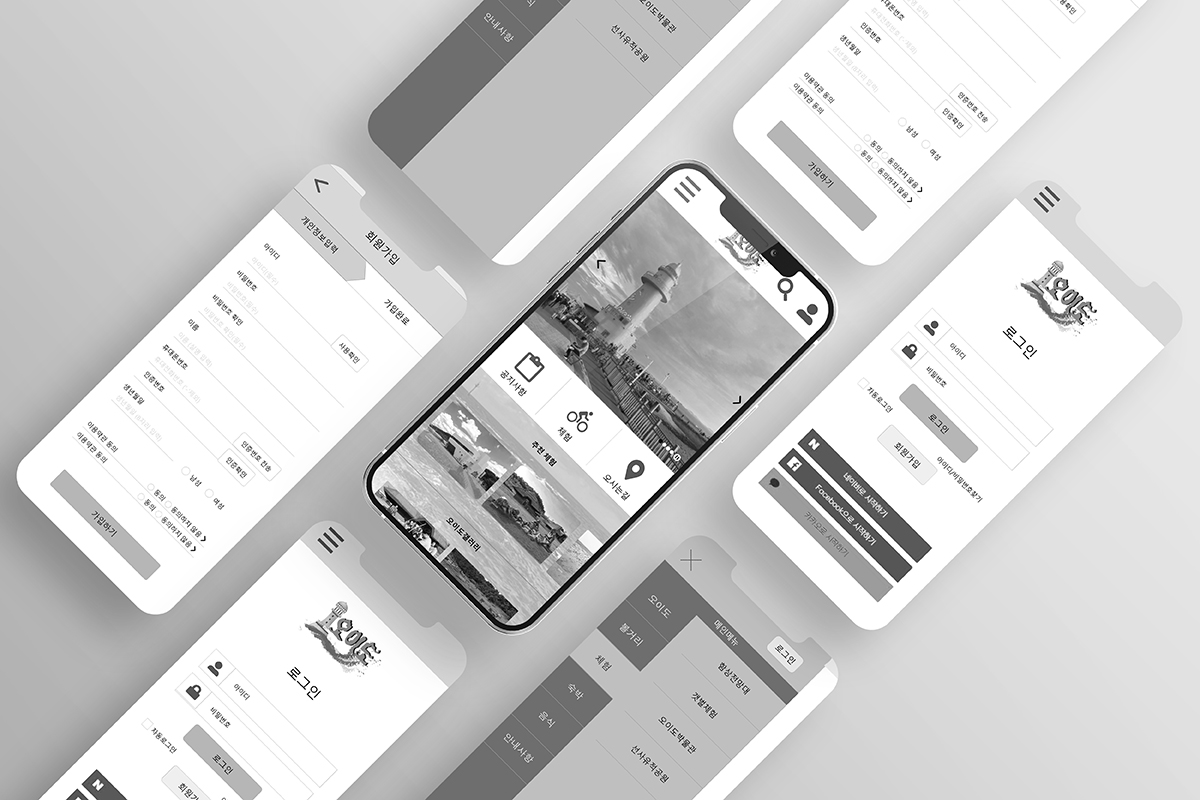 식
안내사항
오이도박물관
선사유적공원
휴대폰번호
인증번호
생년월일
인증번호 전송
인증확인
이용약관 동의
이용약관 동의
남성
여성
동의
동의하지 않음
동의
동의하지 않음
가입하기
회원가입
개인정보입력
가입완료
아이디
비밀번호
비밀번호 확인
이름
사용확인
휴대폰번호
인증번호
생년월일
인증번호 전송
인증확인
이용약관 동의
이용약관 동의
남성
여성
동의
동의하지 않음
동의
동의하지 않음
가입하기
오이도
공지사항
체험
오시는길
추천 체험
오이도갤러리
오이도
로그인
아이디
비밀번호
자동로그인
로그인
회원가입
아이디/비밀번호찾기
N
네이버로 시작하기
f
Facebook으로 시작하기
카카오로 시작하기
오이도
로그인
아이디
비밀번호
자동로그인
로그인
회원가
N
로그인
메인메뉴
오이도
볼거리
체험
숙박
음식
안내사항
함상전망대
갯벌체험
오이도박물관
선사유적공원